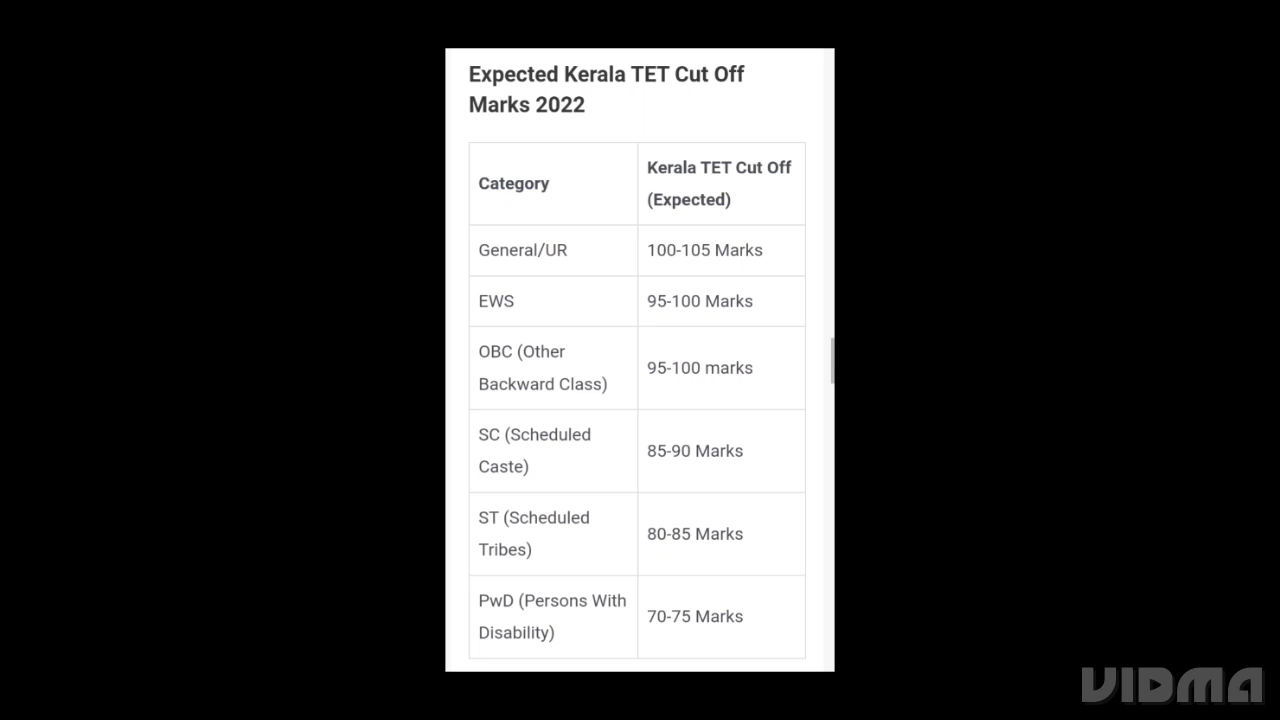 Expected Kerala TET Cut Off
Marks 2022
Category
Kerala TET Cut Off
(Expected)
General/UR
100-105 Marks
EWS
95-100 Marks
OBC (Other
Backward Class)
95-100 marks
SC (Scheduled
Caste)
85-90 Marks
ST (Scheduled
Tribes)
80-85 Marks
PwD (Persons With
Disability)
70-75 Marks
VIDMA